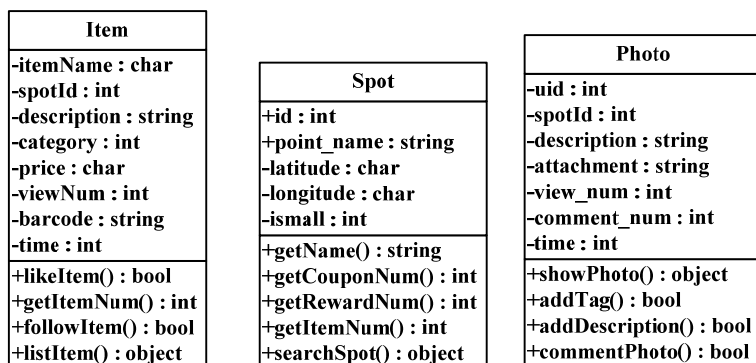 Item
-itemName : char
-spotId : int
-description : string
-category : int
-price : char
-viewNum : int
-barcode : string
-time : int
+likeItem() : bool
+getItemNum() : int
+followItem() : bool
+listItem() : object
Spot
+id : int
+point_name : string
-latitude : char
-longitude : char
-ismall : int
+getName() : string
+getCouponNum() : int
+getRewardNum() : int
+getItemNum() : int
+searchSpot() : object
Photo
-uid : int
-spotId : int
-description : string
-attachment : string
-view_num : int
-comment_num : int
-time : int
+showPhoto() : object
+addTag() : bool
+addDescription() : bool
+commentPhoto() : bool